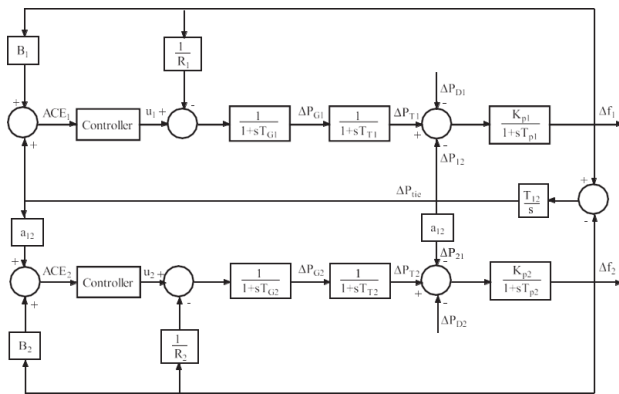 B1
1
R1
+
ACE1
+
Controller
u1 +
-
1
1+sTG1
ΔPG1
1
1+sTT1
ΔPT1
+
ΔPD1
-
-
ΔP12
Kp1
1+sTp1
Δf1
ΔPtie
T12
s
+
-
a12
a12
+
ACE2
+
Controller
u2 +
-
1
1+sTG2
ΔPG2
1
1+sTT2
ΔPT2
+
-
ΔP21
-
ΔPD2
Kp2
1+sTp2
Δf2
B2
1
R2